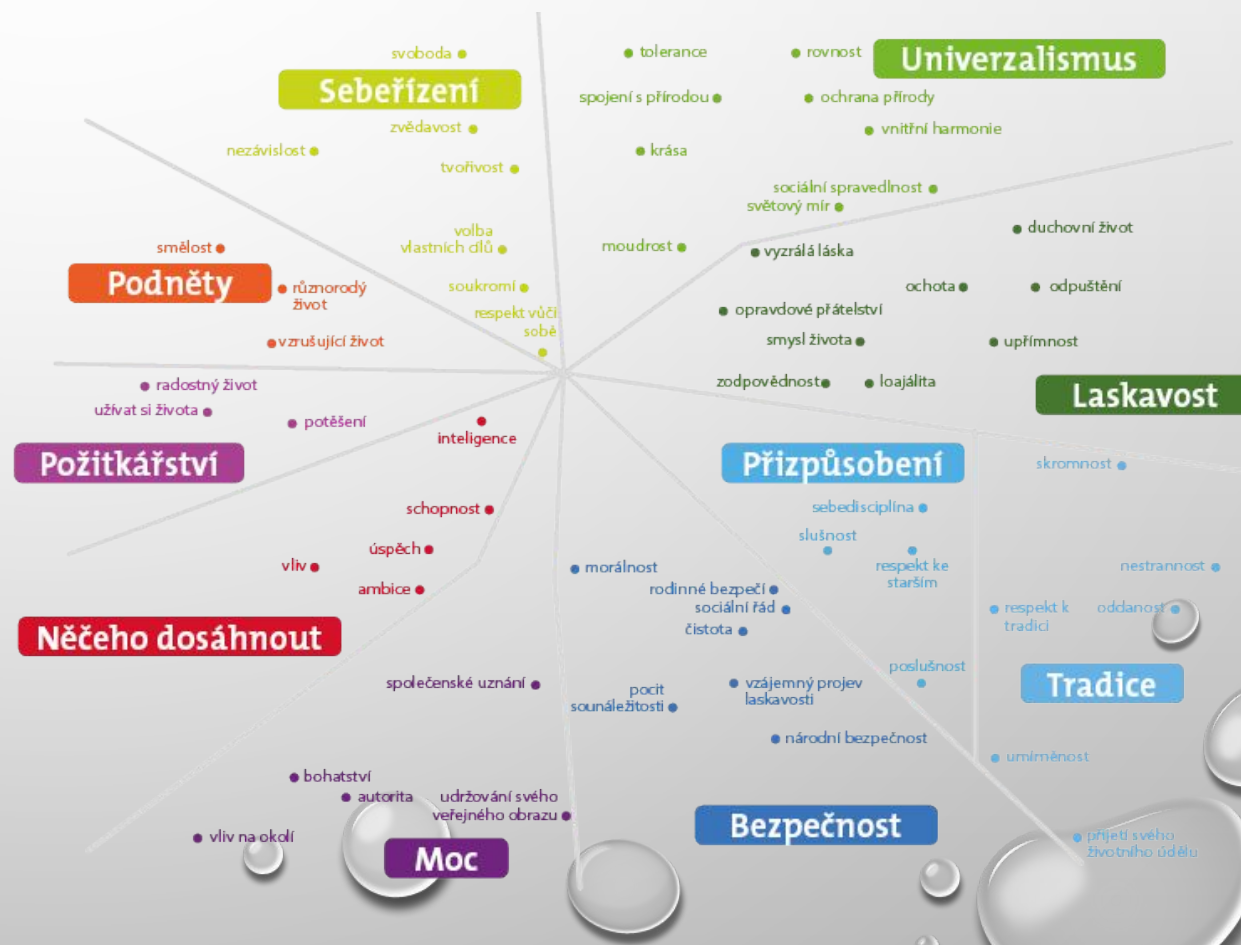 svoboda
Sebeřízení
zvědavost
nezávislost
tvořivost
volba
vlastních cílů
soukromí
respekt vůči
sobě
tolerance
rovnost
Univerzalismus
spojení s přírodou
ochrana přírody
vnitřní harmonie
krása
sociální spravedlnost
světový mír
moudrost
smělost
Podněty
různorodý
život
vzrušující život
duchovní život
vyzrálá láska
ochota
odpuštění
opravdové přátelství
smysl života
upřímnost
zodpovědnost
loajálita
Laskavost
radostný život
užívat si života
potěšení
Požitkářství
inteligence
schopnost
úspěch
vliv
ambice
Něčeho dosáhnout
Přizpůsobení
sebedisciplína
slušnost
respekt ke
starším
poslušnost
skromnost
nestrannost
respekt k
tradici
oddanost
Tradice
umírněnost
přijetí svého
životního údělu
morálnost
rodinné bezpečí
sociální řád
čistota
vzájemný projev
laskavosti
pocit
sounáležitosti
národní bezpečnost
Bezpečnost
společenské uznání
bohatství
autorita
udržování svého
veřejného obrazu
vliv na okolí
Moc